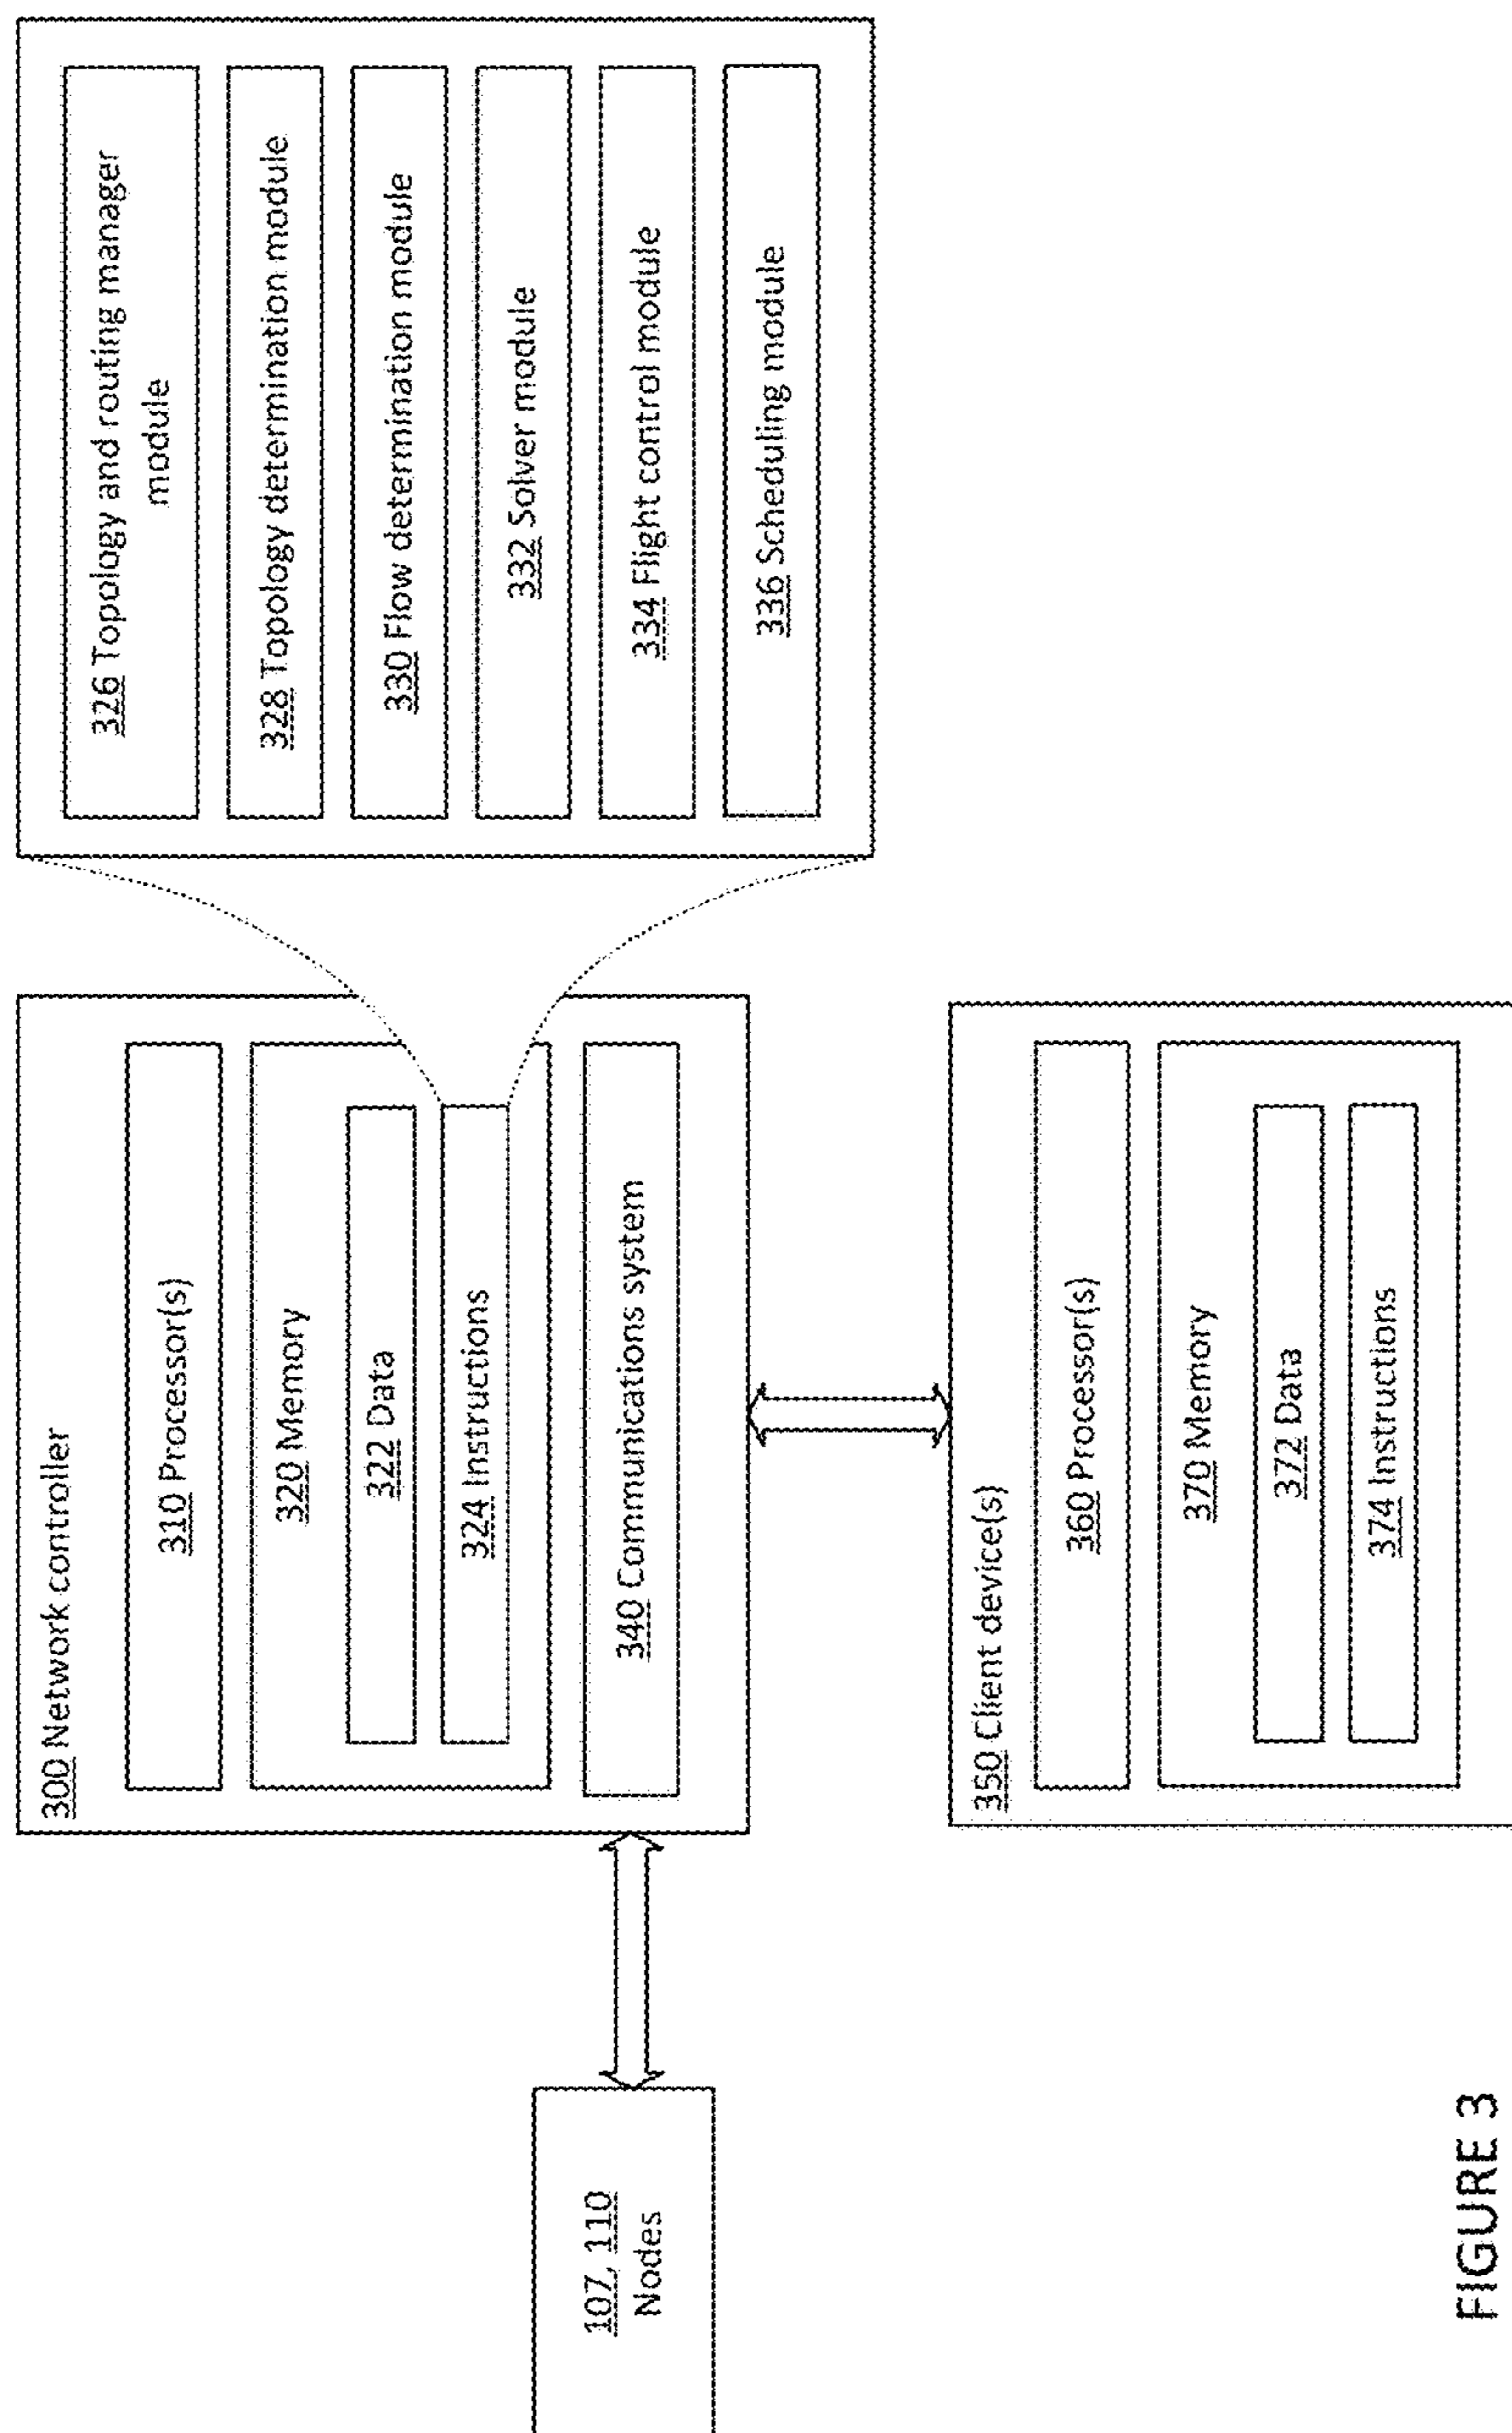 300 Network controller
310 Processor(s)
320 Memory
322 Data
324 Instructions
340 Communications system
326 Topology and routing manager
module
328 Topology determination module
330 Flow determination module
332 Solver module
334 Flight control module
336 Scheduling module
107, 110
Nodes
350 Client device(s)
360 Processor(s)
370 Memory
372 Data
374 Instructions
FIGURE 3